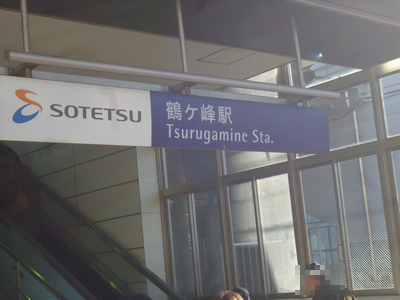 SOTETSU
鶴ケ峰駅
Tsurugamine Sta.